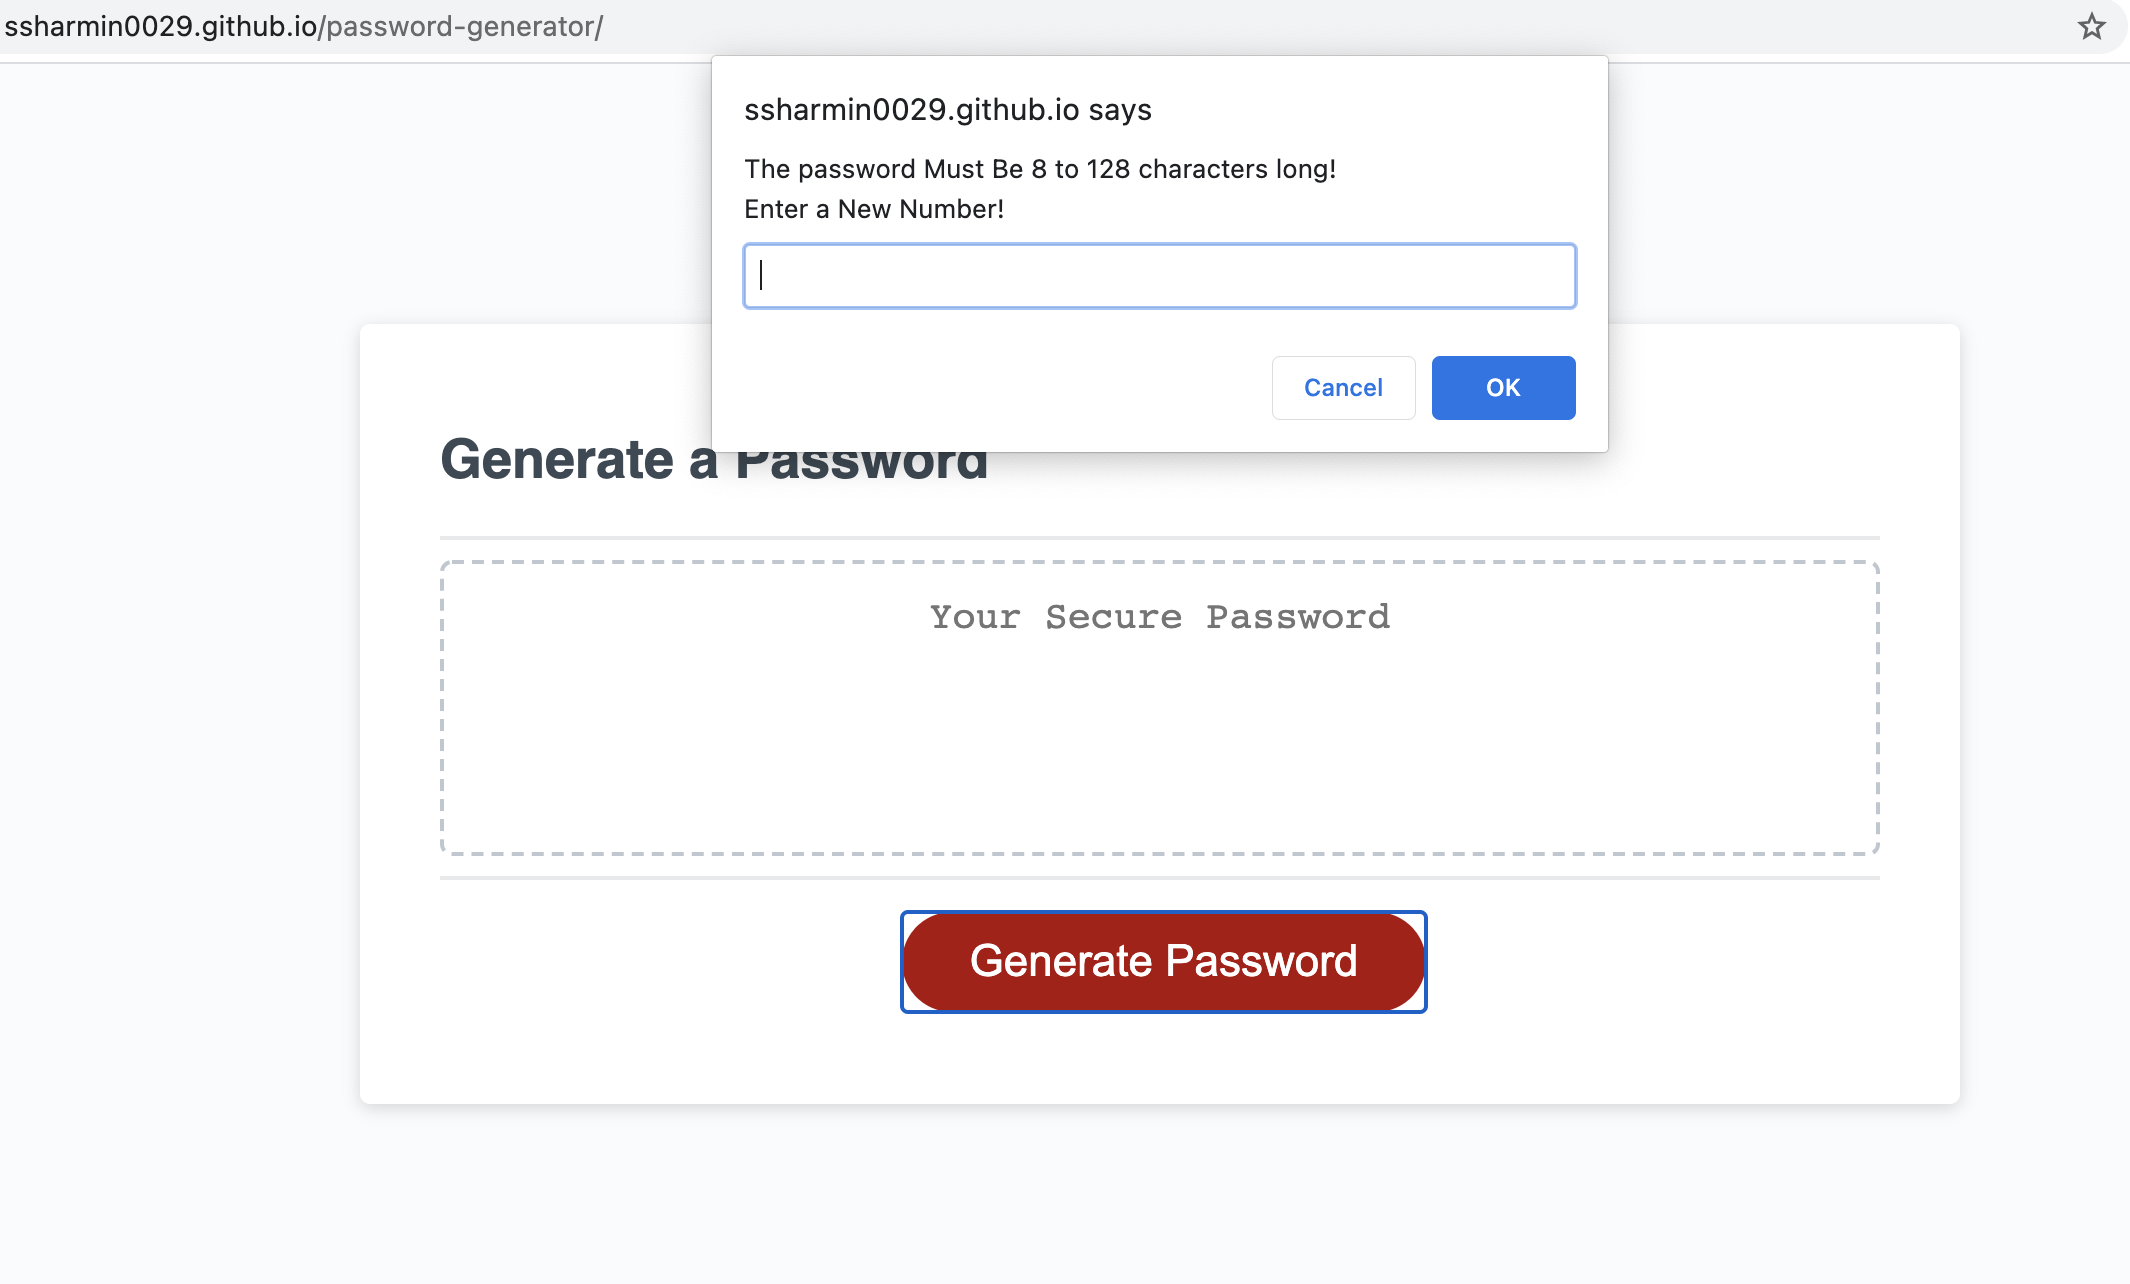 ssharmin0029.github.io/password-generator/
ssharmin0029.github.io says
The password Must Be 8 to 128 characters long!
Enter a New Number!
Cancel OK
Generate a Password
Your Secure Password
Generate Password